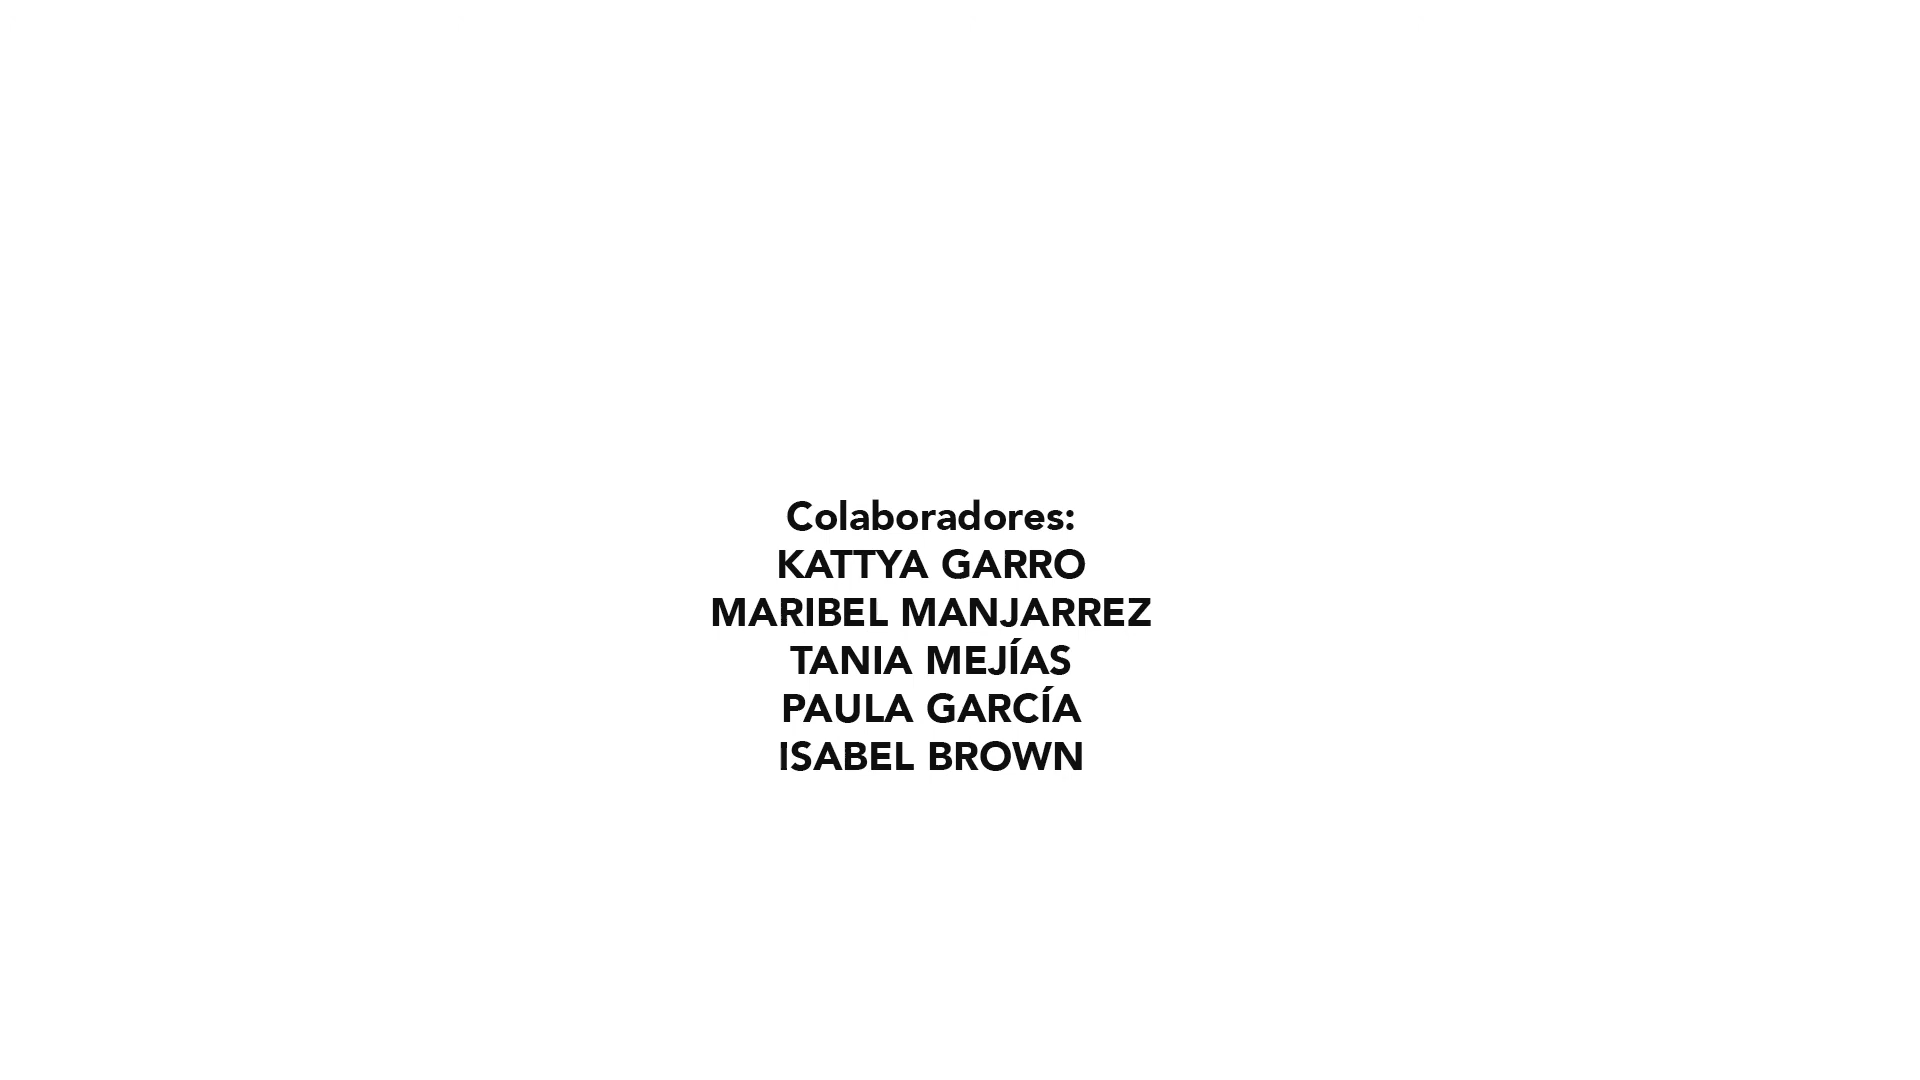 Colaboradores:
KATTYA GARRO
MARIBEL MANJARREZ
TANIA MEJÍAS
PAULA GARCÍA
ISABEL BROWN